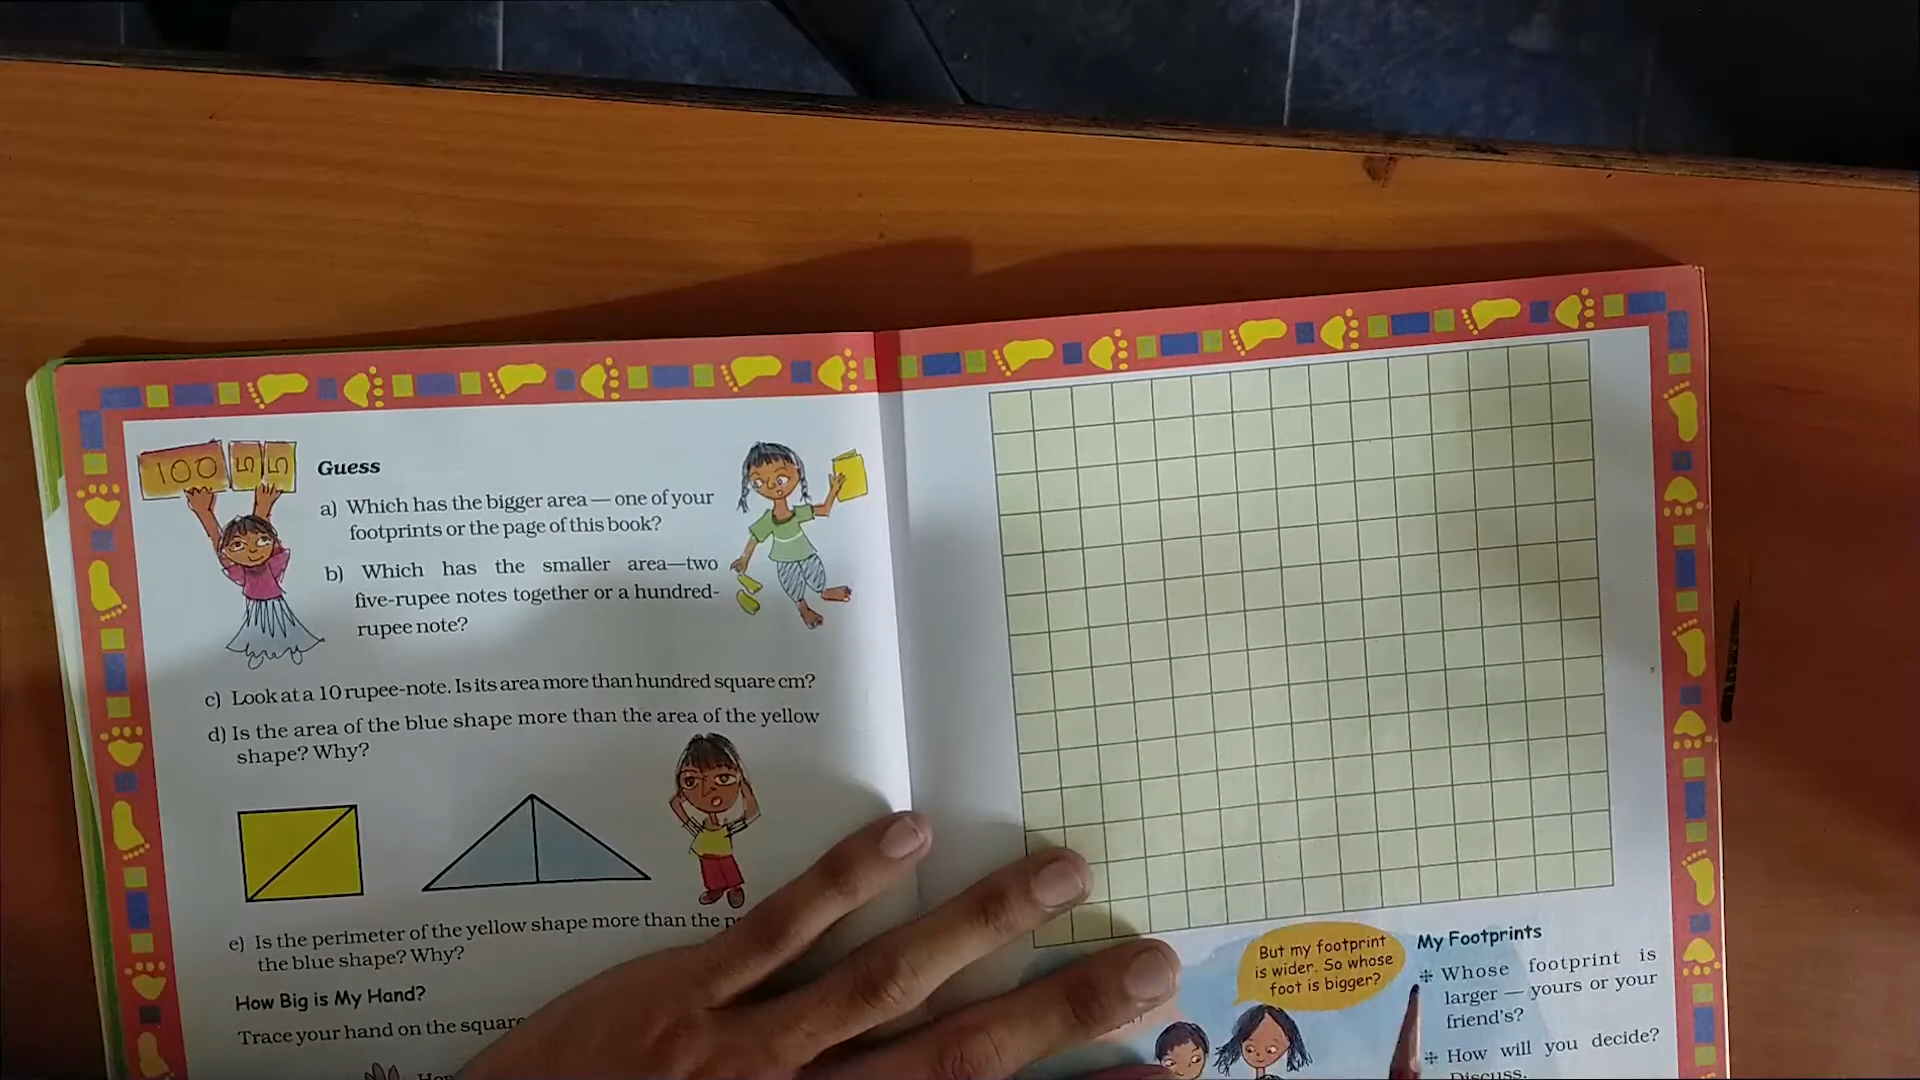 100 5 5
Guess
a) Which has the bigger area — one of your
footprints or the page of this book?
b) Which has the smaller area—two
five-rupee notes together or a hundred-
rupee note?
c) Look at a 10 rupee-note. Is its area more than hundred square cm?
d) Is the area of the blue shape more than the area of the yellow
shape? Why?
e) Is the perimeter of the yellow shape more than the
the blue shape? Why?
How Big is My Hand?
Trace your hand on the square
But my footprint
is wider. So whose
foot is bigger?
My Footprints
Whose footprint is
larger — yours or your
friend's?
How will you decide?
Discuss.